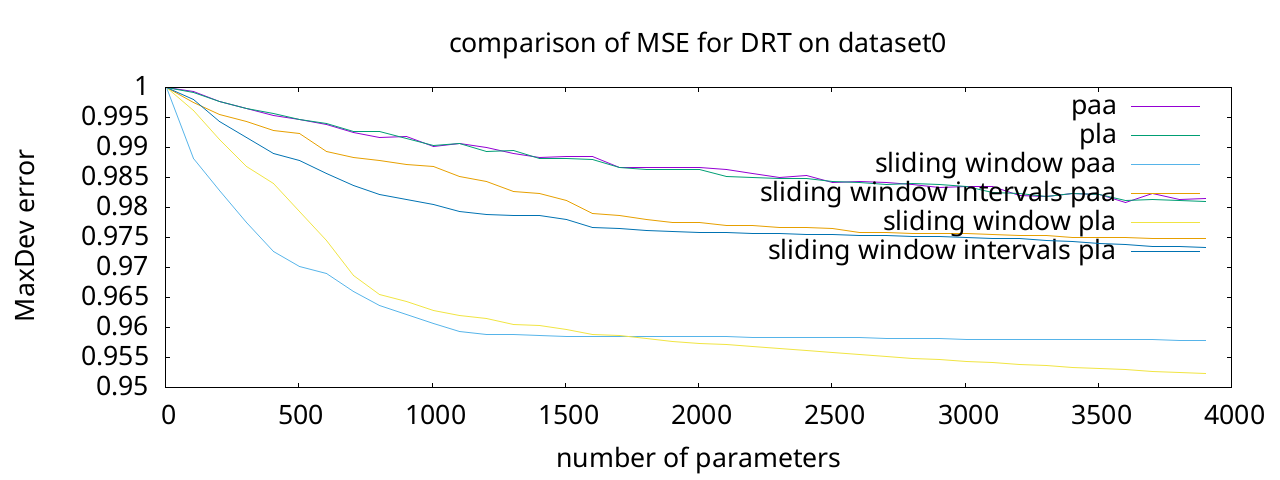 comparison of MSE for DRT on dataset0
MaxDev error
1
0.995
0.99
0.985
0.98
0.975
0.97
0.965
0.96
0.955
0.95
paa
pla
sliding window paa
sliding window intervals paa
sliding window pla
sliding window intervals pla
0 500 1000 1500 2000 2500 3000 3500 4000
number of parameters